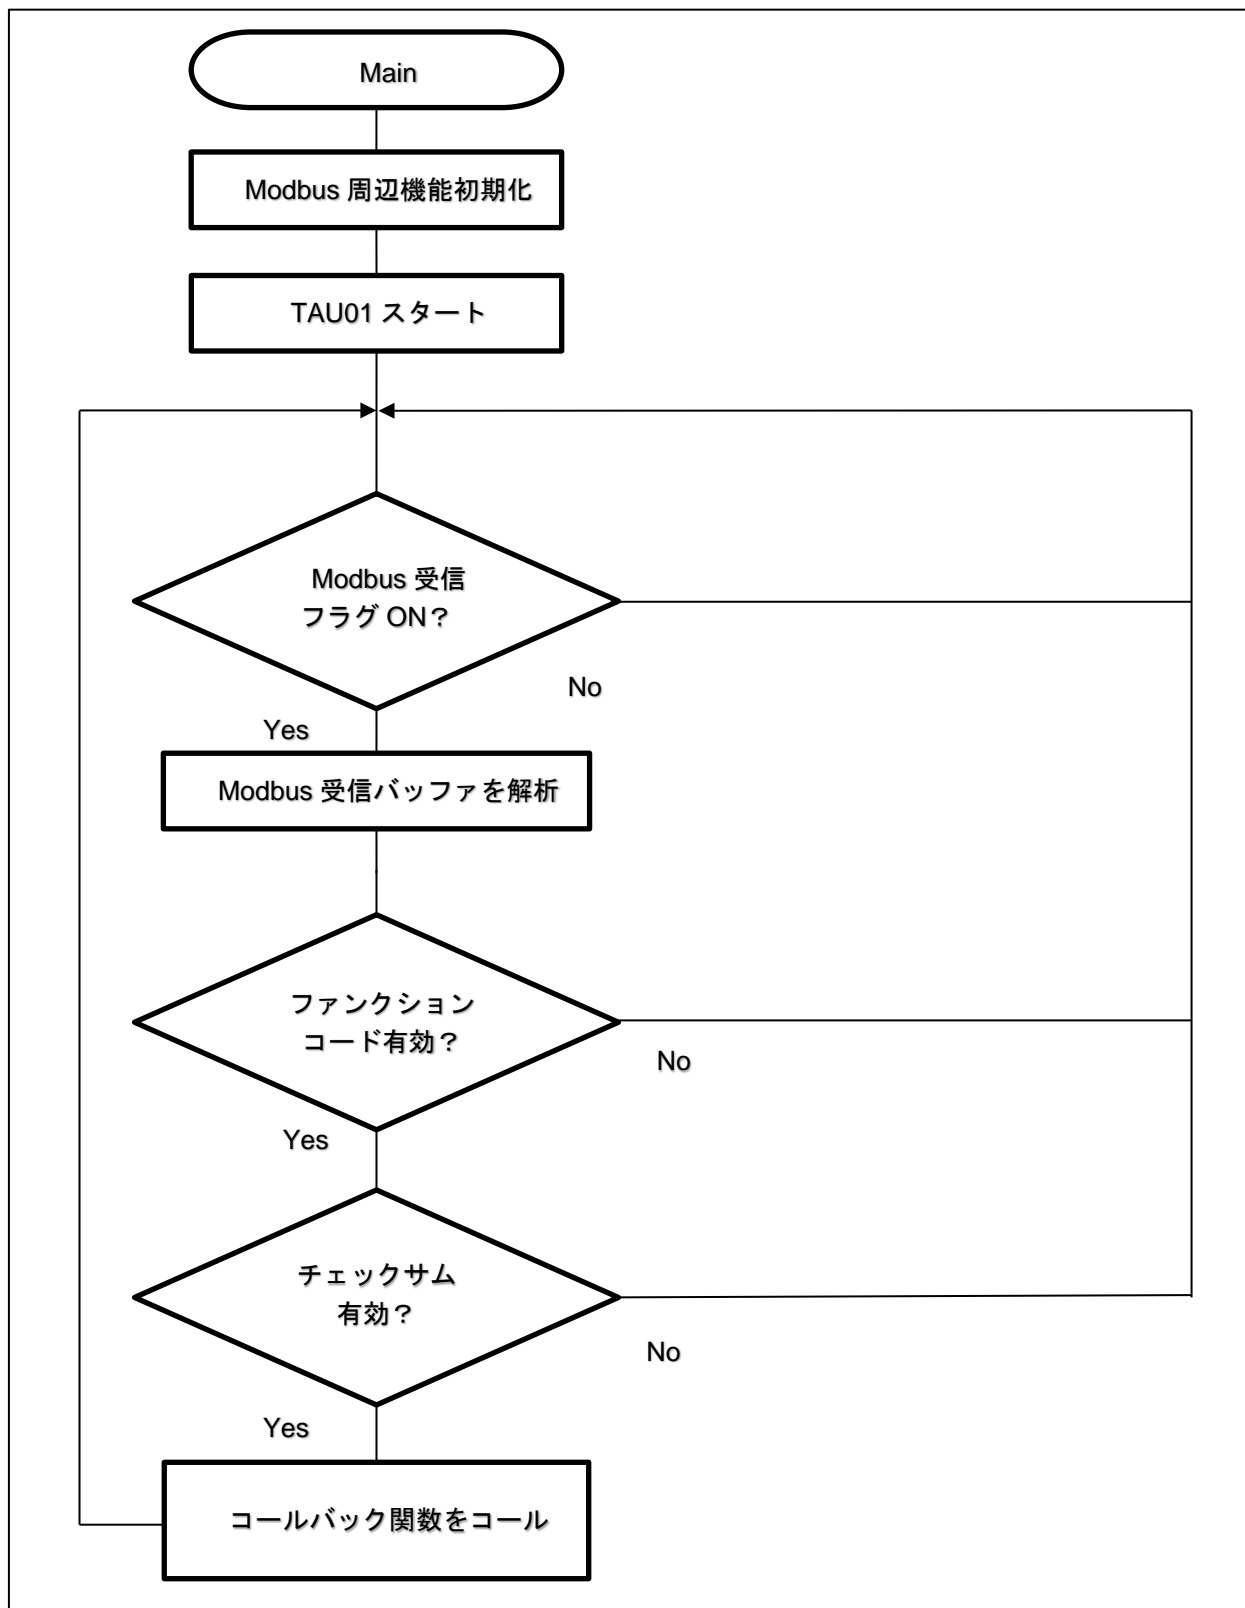 Main
Modbus 周辺機能初期化
TAU01 スタート
Modbus 受信
フラグ ON？
No
Yes
Modbus 受信バッファを解析
ファンクション
コード有効？
No
Yes
チェックサム
有効？
No
Yes
コールバック関数をコール